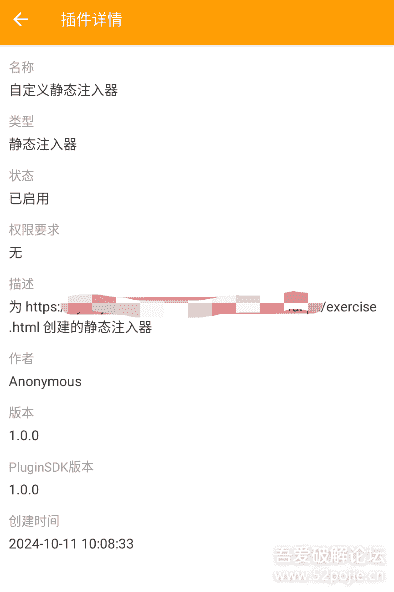 插件详情
名称
自定义静态注入器
类型
静态注入器
状态
已启用
权限要求
无
描述
为 https: /exercise
.html 创建的静态注入器
作者
Anonymous
版本
1.0.0
PluginSDK版本
1.0.0
创建时间
2024-10-11 10:08:33
吾爱破解论坛
www.52pojie.cn